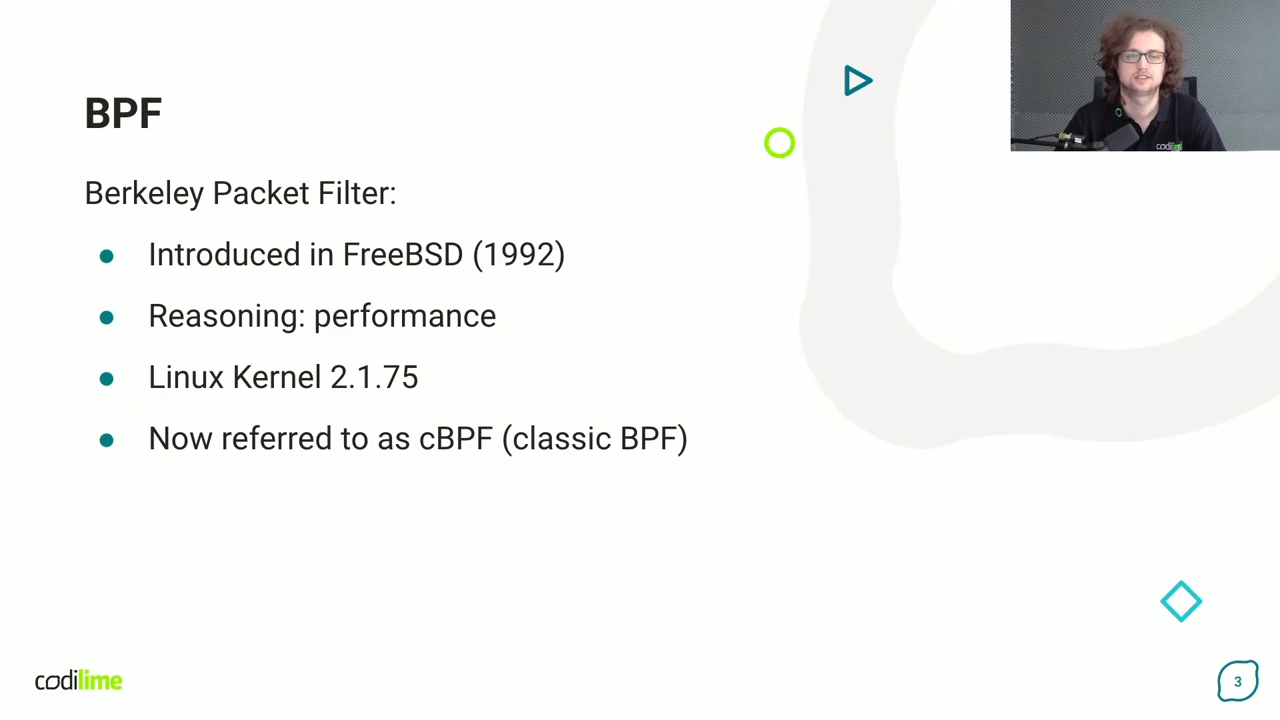 BPF
Berkeley Packet Filter:
● Introduced in FreeBSD (1992)
● Reasoning: performance
● Linux Kernel 2.1.75
● Now referred to as cBPF (classic BPF)
codilime
codilime
3